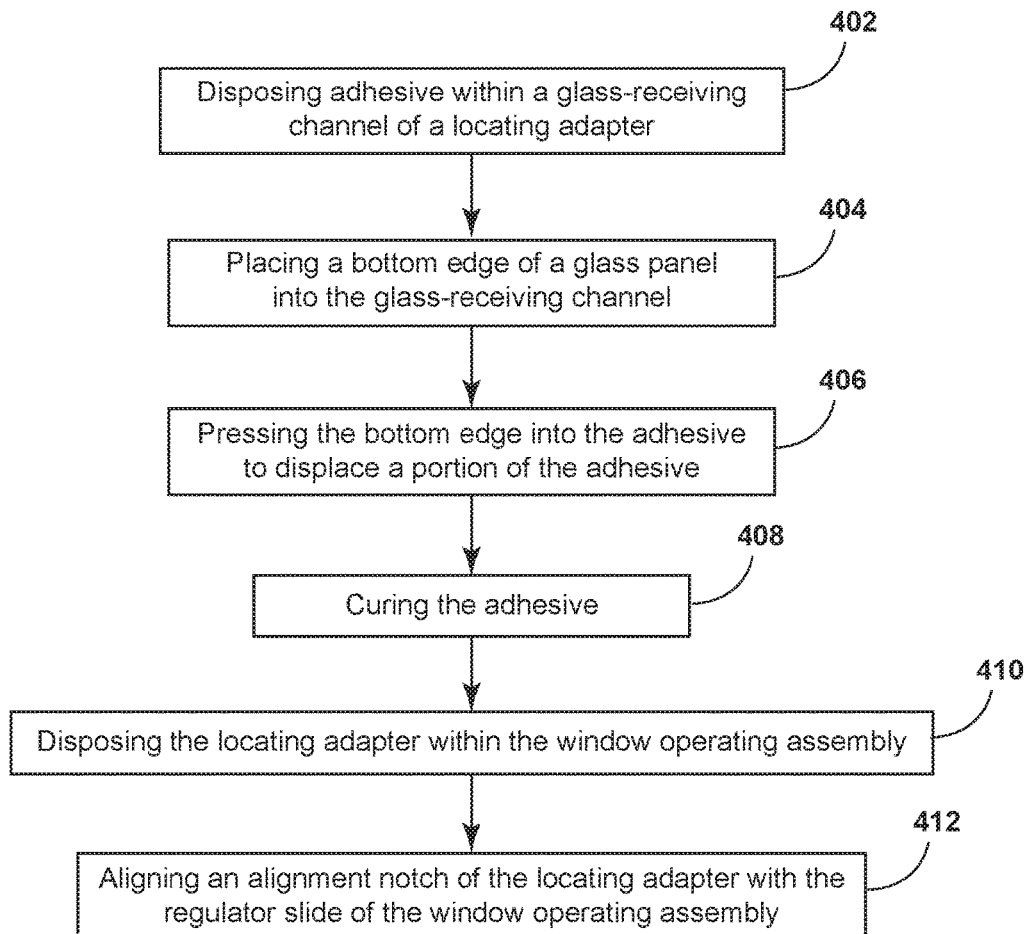 402
Disposing adhesive within a glass-receiving
channel of a locating adapter
404
Placing a bottom edge of a glass panel
into the glass-receiving channel
406
Pressing the bottom edge into the adhesive
to displace a portion of the adhesive
408
Curing the adhesive
410
Disposing the locating adapter within the window operating assembly
412
Aligning an alignment notch of the locating adapter with the
regulator slide of the window operating assembly